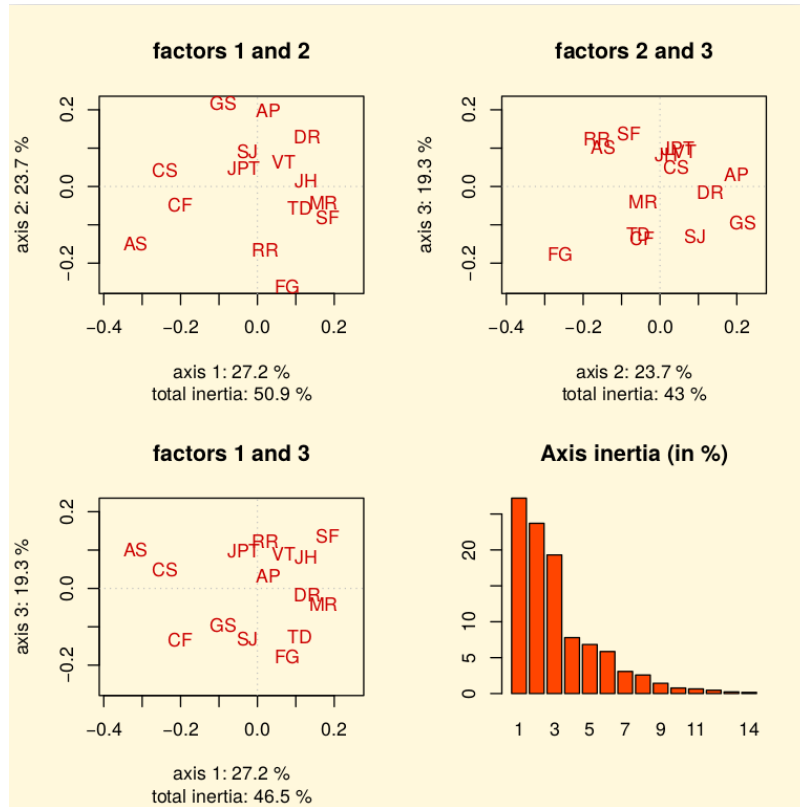 factors 1 and 2
GS
AP
DR
SJ
VT
JPT
CS
JH
CF
MR
TD
SF
AS
RR
FG
0.2
0.0
−0.2
axis 2: 23.7 %
−0.4 −0.2 0.0 0.2
axis 1: 27.2 %
total inertia: 50.9 %
factors 2 and 3
SF
RR
AS
JPT
VT
JH
CS
AP
DR
MR
GS
TD
CF
SJ
FG
0.2
0.0
−0.2
axis 3: 19.3 %
−0.4 −0.2 0.0 0.2
axis 2: 23.7 %
total inertia: 43 %
factors 1 and 3
SF
RR
AS
JPT
VT
JH
CS
AP
DR
MR
GS
CF
SJ
TD
FG
0.2
0.0
−0.2
axis 3: 19.3 %
−0.4 −0.2 0.0 0.2
axis 1: 27.2 %
total inertia: 46.5 %
Axis inertia (in %)
20
10
5
0
1 3 5 7 9 11 14